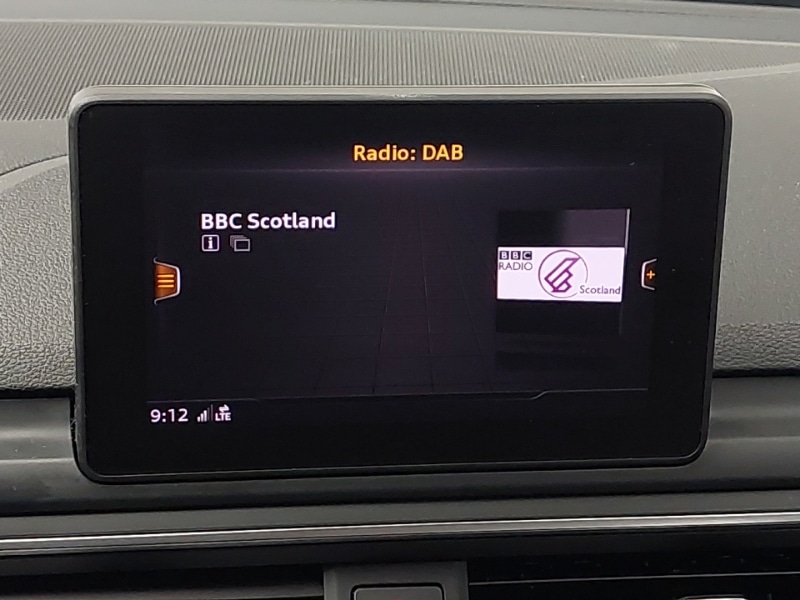 Radio: DAB
BBC Scotland
BBC
RADIO
Scotland
9:12 LTE